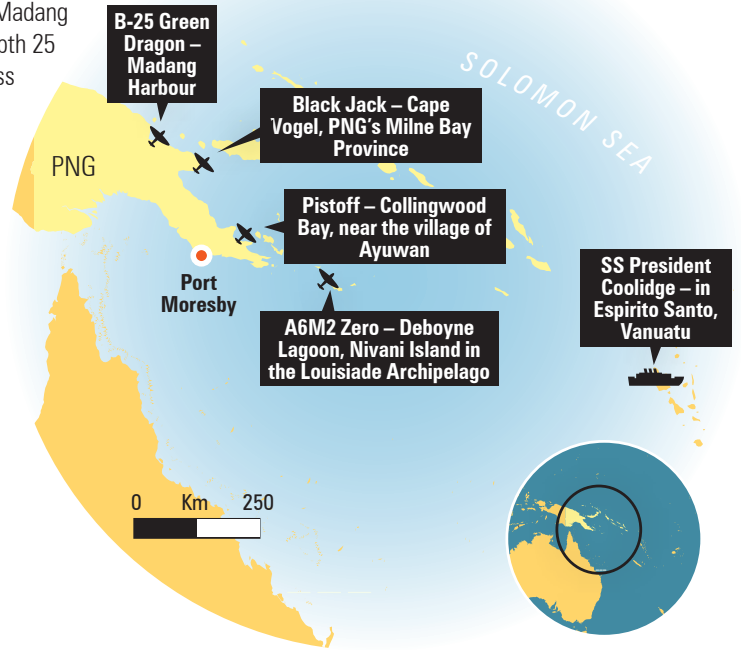 Madang
pth 25
ss
B-25 Green
Dragon –
Madang
Harbour
Black Jack – Cape
Vogel, PNG's Milne Bay
Province
SOLOMON SEA
PNG
Pistoff – Collingwood
Bay, near the village of
Ayuwan
Port
Moresby
SS President
Coolidge – in
Espirito Santo,
Vanuatu
A6M2 Zero – Deboyne
Lagoon, Nivani Island in
the Louisiade Archipelago
0 Km 250